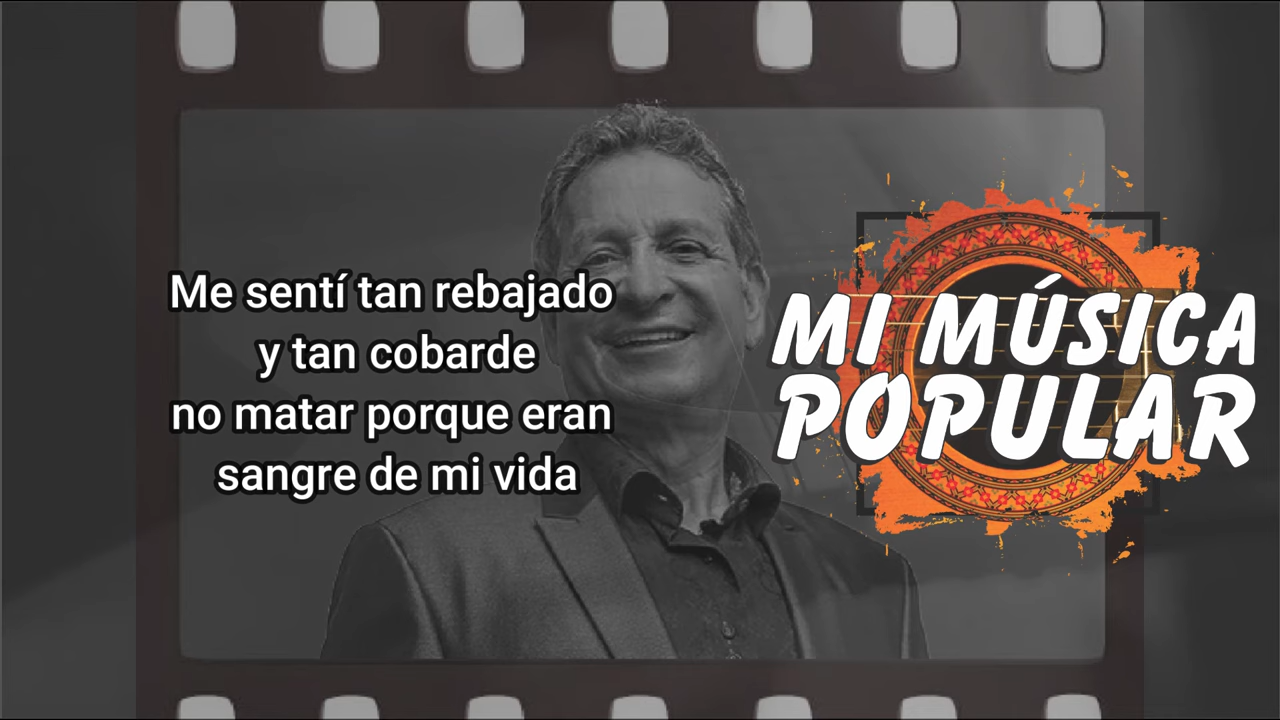 Me sentí tan rebajado
y tan cobarde
no matar porque eran
sangre de mi vida
MI MÚSICA
POPULAR